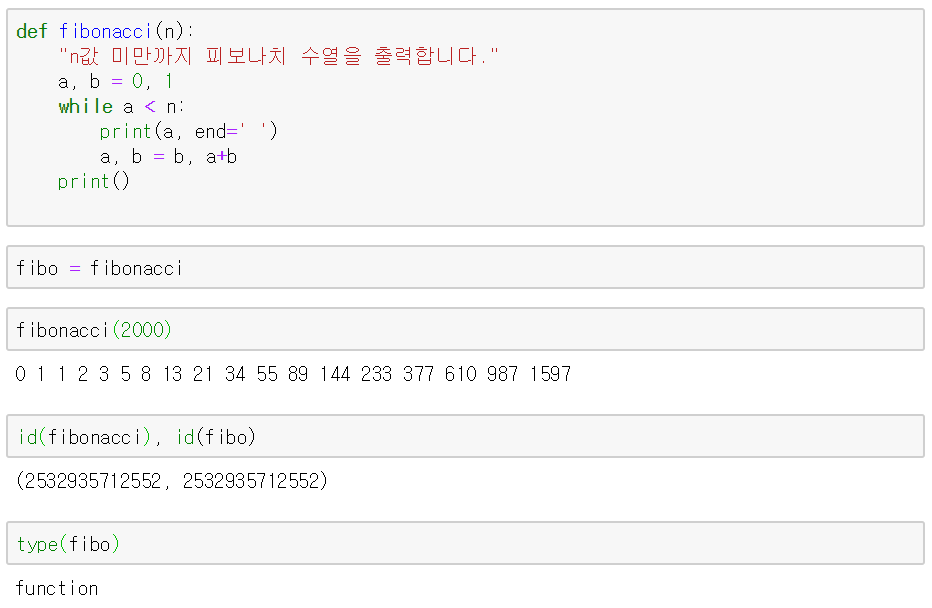 def fibonacci(n):
    "n값 미만까지 피보나치 수열을 출력합니다."
    a, b = 0, 1
    while a < n:
        print(a, end=' ')
        a, b = b, a+b
    print()
fibo = fibonacci
fibonacci(2000)
0 1 1 2 3 5 8 13 21 34 55 89 144 233 377 610 987 1597
id(fibonacci), id(fibo)
(2532935712552, 2532935712552)
type(fibo)
function